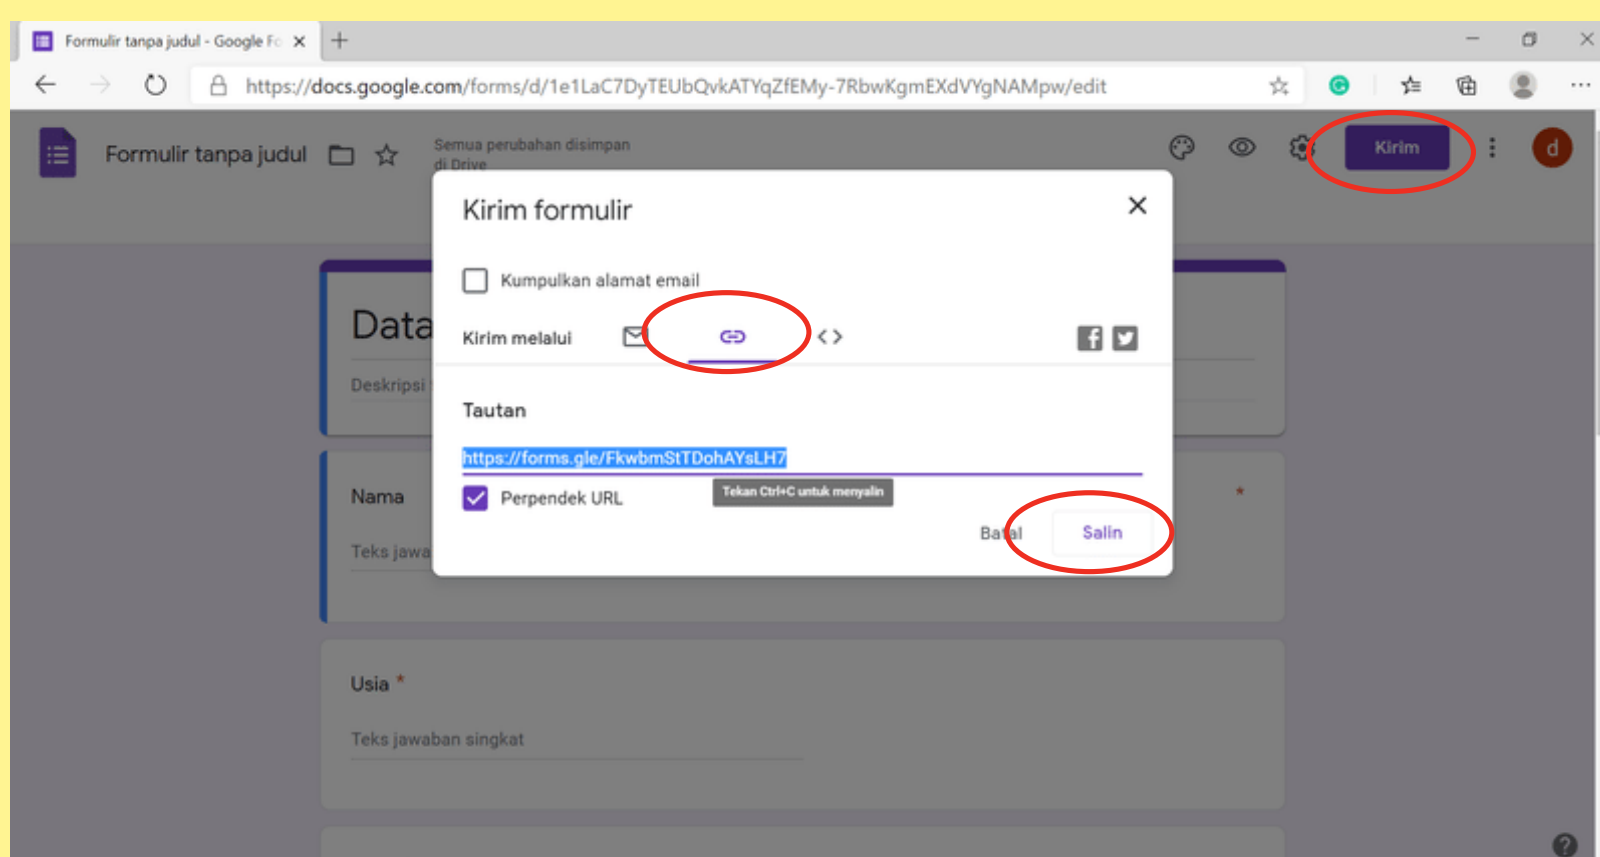 Formulir tanpa judul - Google Fo
https://docs.google.com/forms/d/1e1LaC7DyTEUbQvkATYqZfEMy-7RbwKgmEXdVYgNAMpw/edit
Formulir tanpa judul
Semua perubahan disimpan
di Drive
Kirim
d
Kirim formulir
Kumpulkan alamat email
Data
Kirim melalui
Deskripsi
Tautan
https://forms.gle/FkwbmStTDohAYsLH7
Tekan Ctrl+C untuk menyalin
Nama
*
Perpendek URL
Batal
Salin
Teks jawa
Usia *
Teks jawaban singkat